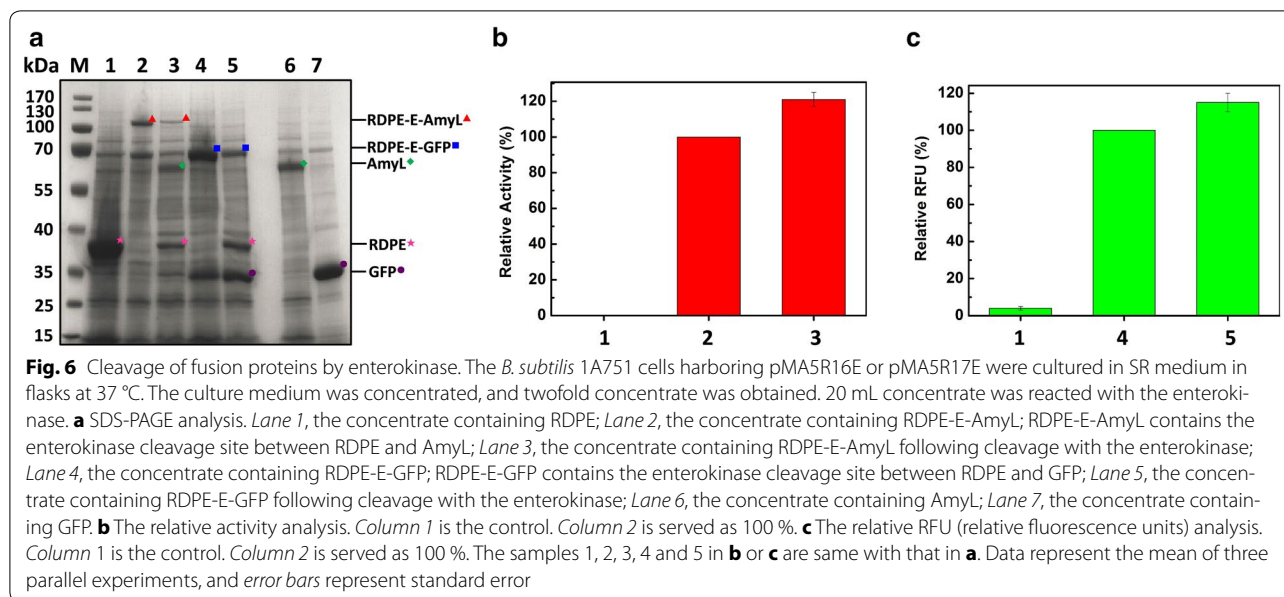 a
b
c
kDa M 1 2 3 4 5 6 7
170
130
100
70
55
40
35
25
15
RDPE-E-AmyL
RDPE-E-GFP
AmyL
RDPE
GFP
Relative Activity (%)
120
100
80
60
40
20
0
1 2 3
Relative RFU (%)
120
100
80
60
40
20
0
1 4 5
Fig. 6 Cleavage of fusion proteins by enterokinase. The B. subtilis 1A751 cells harboring pMA5R16E or pMA5R17E were cultured in SR medium in
flasks at 37 °C. The culture medium was concentrated, and twofold concentrate was obtained. 20 mL concentrate was reacted with the enteroki-
nase. a SDS-PAGE analysis. Lane 1, the concentrate containing RDPE; Lane 2, the concentrate containing RDPE-E-AmyL; RDPE-E-AmyL contains the
enterokinase cleavage site between RDPE and AmyL; Lane 3, the concentrate containing RDPE-E-AmyL following cleavage with the enterokinase;
Lane 4, the concentrate containing RDPE-E-GFP; RDPE-E-GFP contains the enterokinase cleavage site between RDPE and GFP; Lane 5, the concen-
trate containing RDPE-E-GFP following cleavage with the enterokinase; Lane 6, the concentrate containing AmyL; Lane 7, the concentrate contain-
ing GFP. b The relative activity analysis. Column 1 is the control. Column 2 is served as 100 %. c The relative RFU (relative fluorescence units) analysis.
Column 1 is the control. Column 2 is served as 100 %. The samples 1, 2, 3, 4 and 5 in b or c are same with that in a. Data represent the mean of three
parallel experiments, and error bars represent standard error